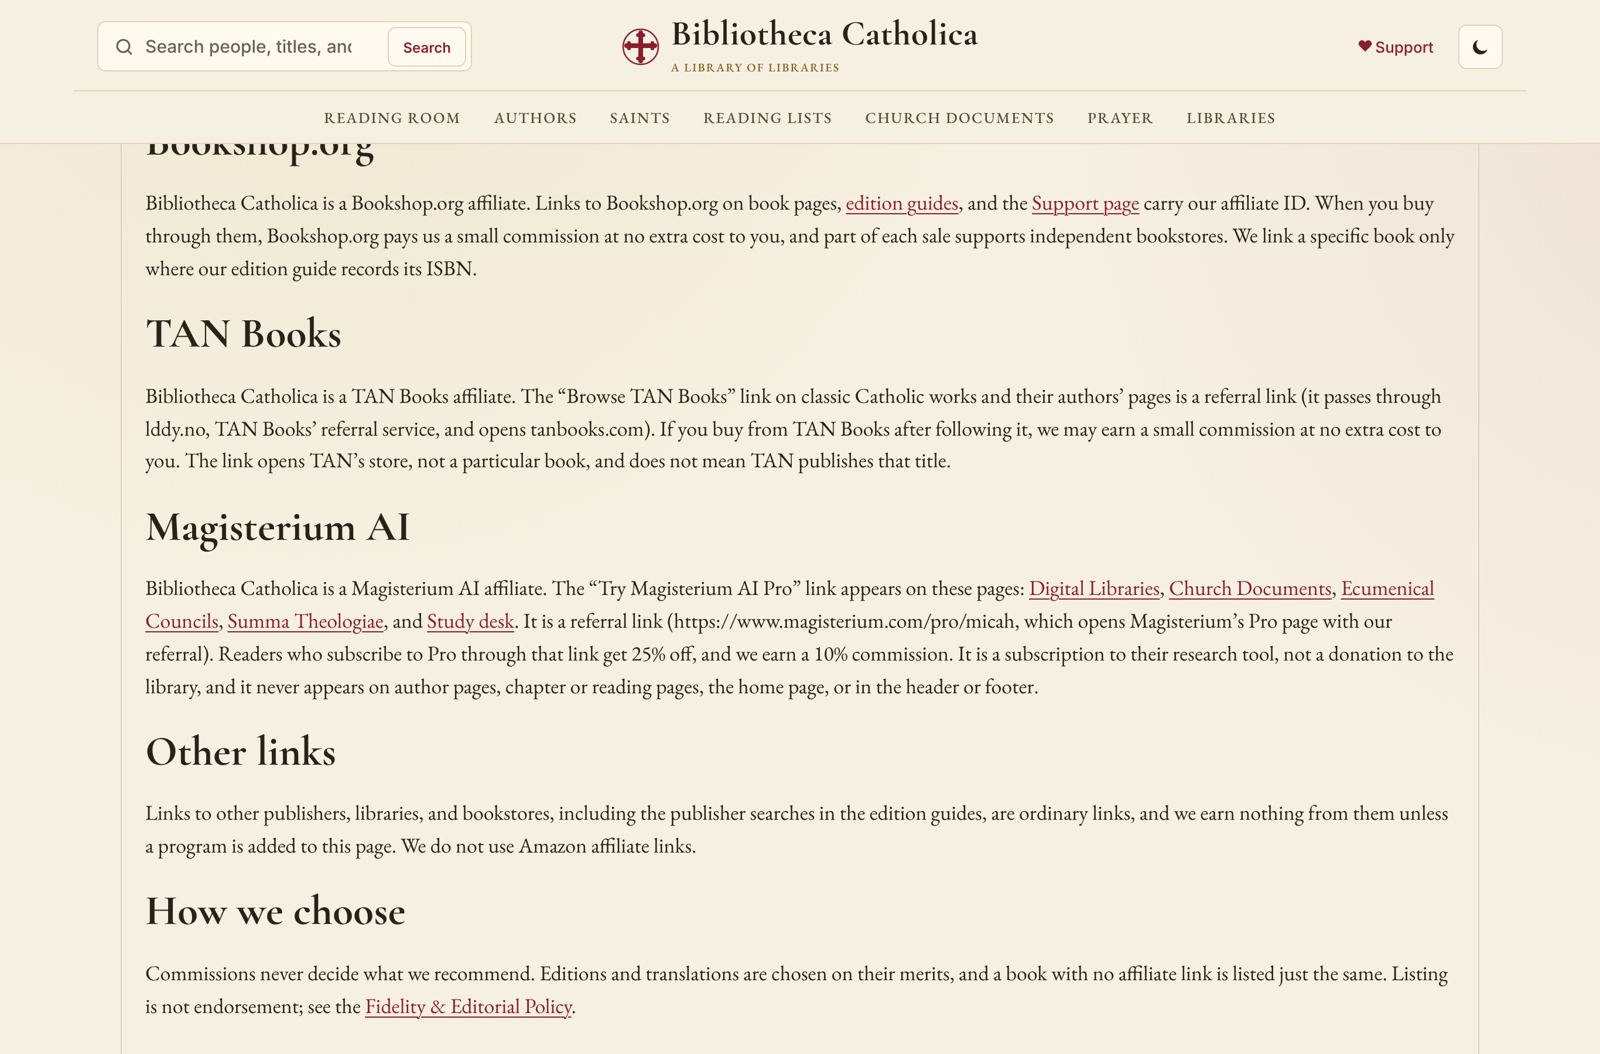 Search people, titles, and
Search
Bibliotheca Catholica
A LIBRARY OF LIBRARIES
Support
READING ROOM
AUTHORS
SAINTS
READING LISTS
CHURCH DOCUMENTS
PRAYER
LIBRARIES
Bookshop.org
Bibliotheca Catholica is a Bookshop.org affiliate. Links to Bookshop.org on book pages, edition guides, and the Support page carry our affiliate ID. When you buy
through them, Bookshop.org pays us a small commission at no extra cost to you, and part of each sale supports independent bookstores. We link a specific book only
where our edition guide records its ISBN.
TAN Books
Bibliotheca Catholica is a TAN Books affiliate. The “Browse TAN Books” link on classic Catholic works and their authors’ pages is a referral link (it passes through
lddy.no, TAN Books’ referral service, and opens tanbooks.com). If you buy from TAN Books after following it, we may earn a small commission at no extra cost to
you. The link opens TAN’s store, not a particular book, and does not mean TAN publishes that title.
Magisterium AI
Bibliotheca Catholica is a Magisterium AI affiliate. The “Try Magisterium AI Pro” link appears on these pages: Digital Libraries, Church Documents, Ecumenical
Councils, Summa Theologiae, and Study desk. It is a referral link (https://www.magisterium.com/pro/micah, which opens Magisterium’s Pro page with our
referral). Readers who subscribe to Pro through that link get 25% off, and we earn a 10% commission. It is a subscription to their research tool, not a donation to the
library, and it never appears on author pages, chapter or reading pages, the home page, or in the header or footer.
Other links
Links to other publishers, libraries, and bookstores, including the publisher searches in the edition guides, are ordinary links, and we earn nothing from them unless
a program is added to this page. We do not use Amazon affiliate links.
How we choose
Commissions never decide what we recommend. Editions and translations are chosen on their merits, and a book with no affiliate link is listed just the same. Listing
is not endorsement; see the Fidelity & Editorial Policy.